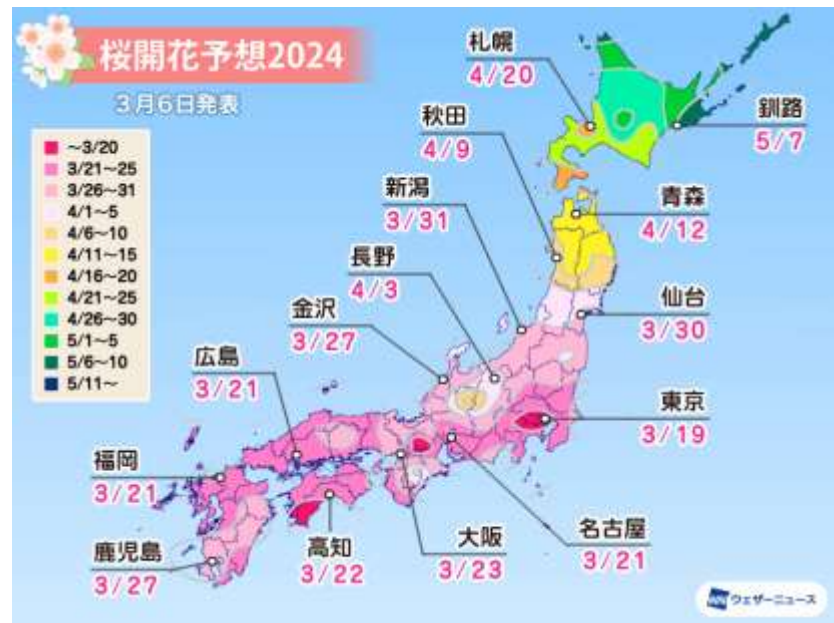 桜開花予想2024
3月6日発表
～3/20
3/21～25
3/26～31
4/1～5
4/6～10
4/11～15
4/16～20
4/21～25
4/26～30
5/1～5
5/6～10
5/11～
札幌
4/20
釧路
5/7
秋田
4/9
青森
4/12
新潟
3/31
仙台
3/30
長野
4/3
金沢
3/27
東京
3/19
広島
3/21
名古屋
3/21
福岡
3/21
大阪
3/23
高知
3/22
鹿児島
3/27
ウェザーニュース